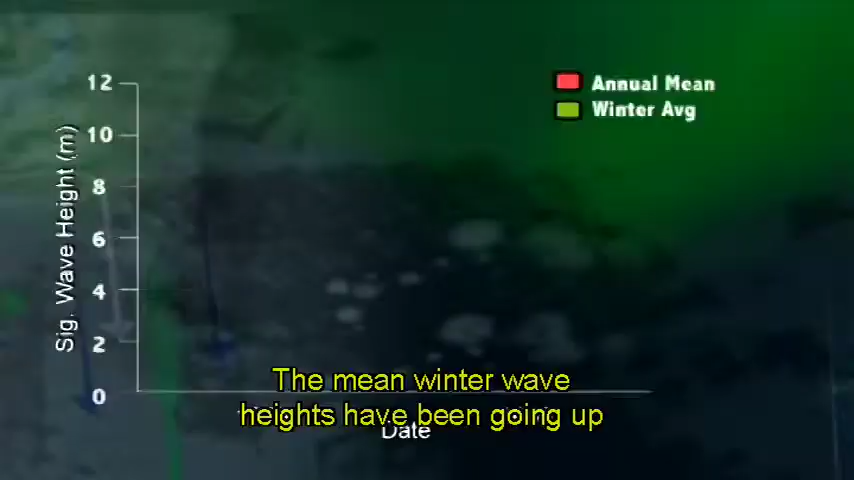 Annual Mean
Winter Avg
Sig. Wave Height (m)
12
10
8
6
4
2
0
The mean winter wave
heights have been going up
Date